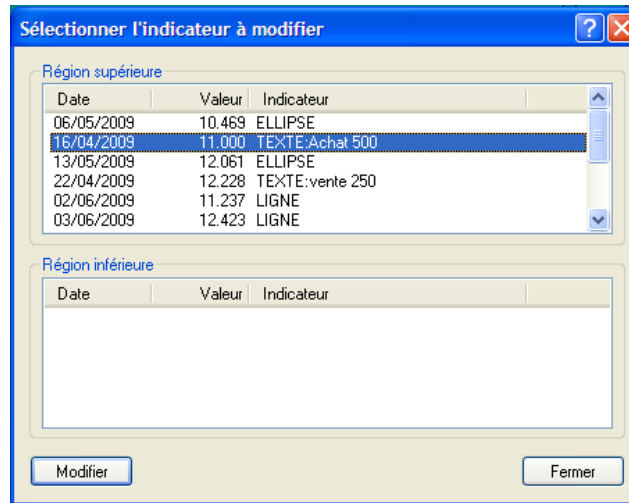 Sélectionner l'indicateur à modifier
Région supérieure
Date Valeur Indicateur
06/05/2009 10.469 ELLIPSE
16/04/2009 11.000 TEXTE:Achat 500
13/05/2009 12.061 ELLIPSE
22/04/2009 12.228 TEXTE:vente 250
02/06/2009 11.237 LIGNE
03/06/2009 12.423 LIGNE
Région inférieure
Date Valeur Indicateur
Modifier Fermer